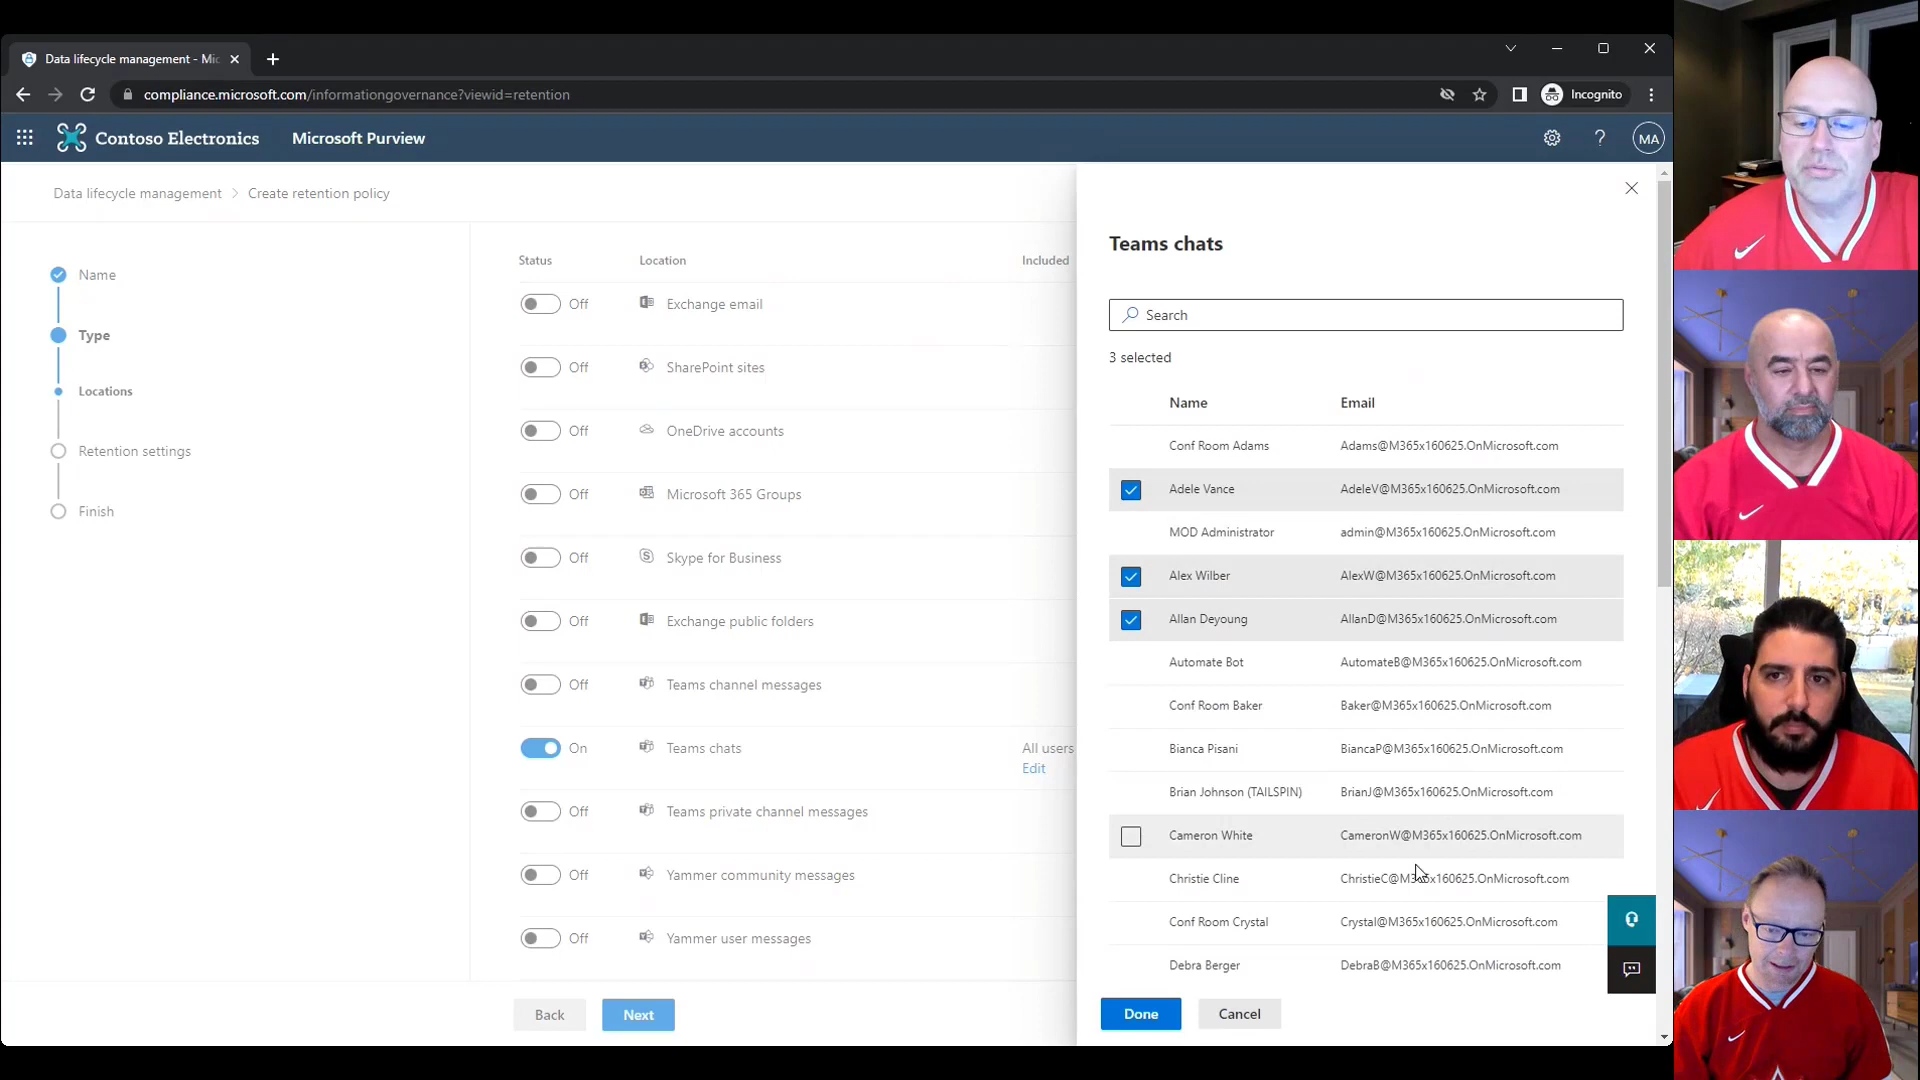 Data lifecycle management - Mic
compliance.microsoft.com/informationgovernance?viewid=retention
Incognito
Contoso Electronics
Microsoft Purview
?
MA
Data lifecycle management > Create retention policy
Name
Type
Locations
Retention settings
Finish
Status Location Included
Off Exchange email
Off SharePoint sites
Off OneDrive accounts
Off Microsoft 365 Groups
Off Skype for Business
Off Exchange public folders
Off Teams channel messages
On Teams chats All users
Edit
Off Teams private channel messages
Off Yammer community messages
Off Yammer user messages
Back Next
Teams chats
Search
3 selected
Name Email
Conf Room Adams Adams@M365x160625.OnMicrosoft.com
Adele Vance AdeleV@M365x160625.OnMicrosoft.com
MOD Administrator admin@M365x160625.OnMicrosoft.com
Alex Wilber AlexW@M365x160625.OnMicrosoft.com
Allan Deyoung AllanD@M365x160625.OnMicrosoft.com
Automate Bot AutomateB@M365x160625.OnMicrosoft.com
Conf Room Baker Baker@M365x160625.OnMicrosoft.com
Bianca Pisani BiancaP@M365x160625.OnMicrosoft.com
Brian Johnson (TAILSPIN) BrianJ@M365x160625.OnMicrosoft.com
Cameron White CameronW@M365x160625.OnMicrosoft.com
Christie Cline ChristieC@M365x160625.OnMicrosoft.com
Conf Room Crystal Crystal@M365x160625.OnMicrosoft.com
Debra Berger DebraB@M365x160625.OnMicrosoft.com
Done Cancel